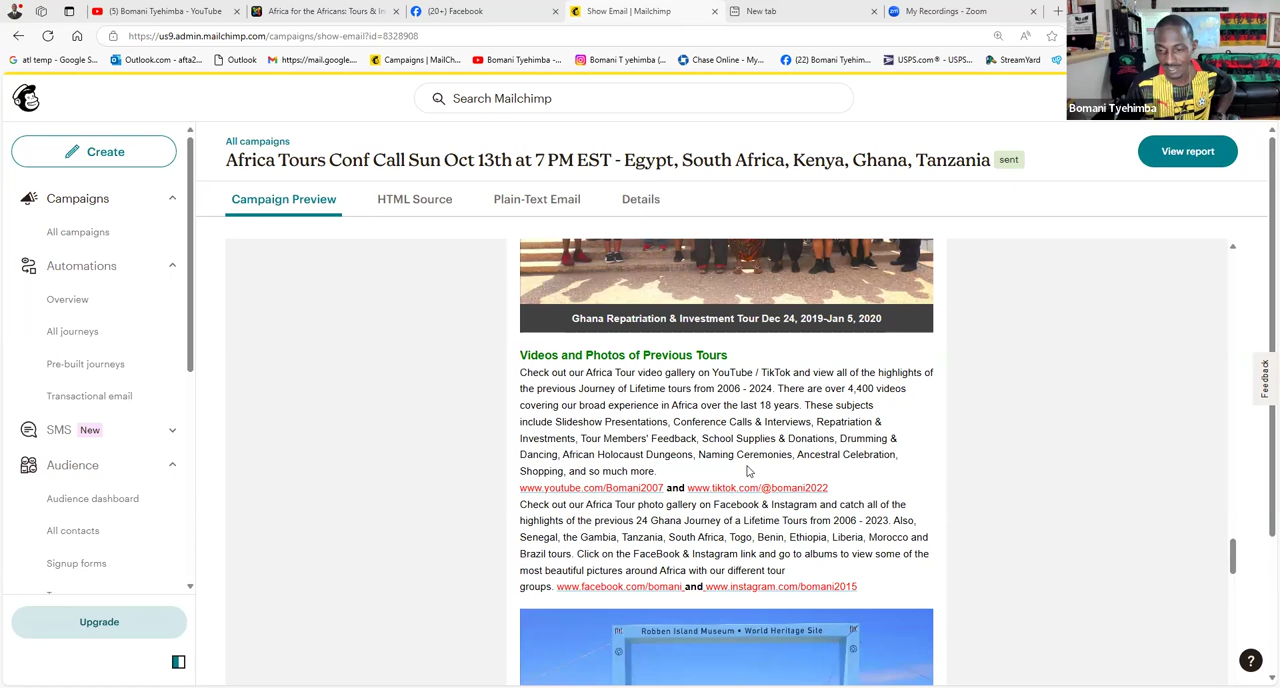 (5) Bomani Tyehimba - YouTube
Africa for the Africans: Tours & In
(20+) Facebook
Show Email | Mailchimp
New tab
My Recordings - Zoom
https://us9.admin.mailchimp.com/campaigns/show-email?id=8328908
atl temp - Google S...
Outlook.com - afta2...
Outlook
https://mail.google....
Campaigns | MailCh...
Bomani Tyehimba -...
Bomani T yehimba (...
Chase Online - My...
(22) Bomani Tyehim...
USPS.com® - USPS...
StreamYard
Bomani Tyehimba
Search Mailchimp
Create
Campaigns
All campaigns
Automations
Overview
All journeys
Pre-built journeys
Transactional email
SMS New
Audience
Audience dashboard
All contacts
Signup forms
Upgrade
All campaigns
Africa Tours Conf Call Sun Oct 13th at 7 PM EST - Egypt, South Africa, Kenya, Ghana, Tanzania sent
View report
Campaign Preview
HTML Source
Plain-Text Email
Details
Ghana Repatriation & Investment Tour Dec 24, 2019-Jan 5, 2020
Videos and Photos of Previous Tours
Check out our Africa Tour video gallery on YouTube / TikTok and view all of the highlights of
the previous Journey of Lifetime tours from 2006 - 2024. There are over 4,400 videos
covering our broad experience in Africa over the last 18 years. These subjects
include Slideshow Presentations, Conference Calls & Interviews, Repatriation &
Investments, Tour Members' Feedback, School Supplies & Donations, Drumming &
Dancing, African Holocaust Dungeons, Naming Ceremonies, Ancestral Celebration,
Shopping, and so much more.
www.youtube.com/Bomani2007 and www.tiktok.com/@bomani2022
Check out our Africa Tour photo gallery on Facebook & Instagram and catch all of the
highlights of the previous 24 Ghana Journey of a Lifetime Tours from 2006 - 2023. Also,
Senegal, the Gambia, Tanzania, South Africa, Togo, Benin, Ethiopia, Liberia, Morocco and
Brazil tours. Click on the FaceBook & Instagram link and go to albums to view some of the
most beautiful pictures around Africa with our different tour
groups. www.facebook.com/bomani and www.instagram.com/bomani2015
Robben Island Museum • World Heritage Site
Feedback
?